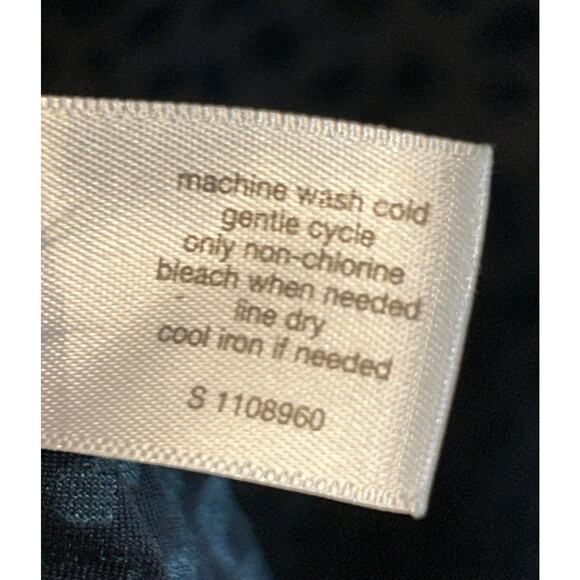 machine wash cold
gentle cycle
only non-chlorine
bleach when needed
line dry
cool iron if needed
S 1108960